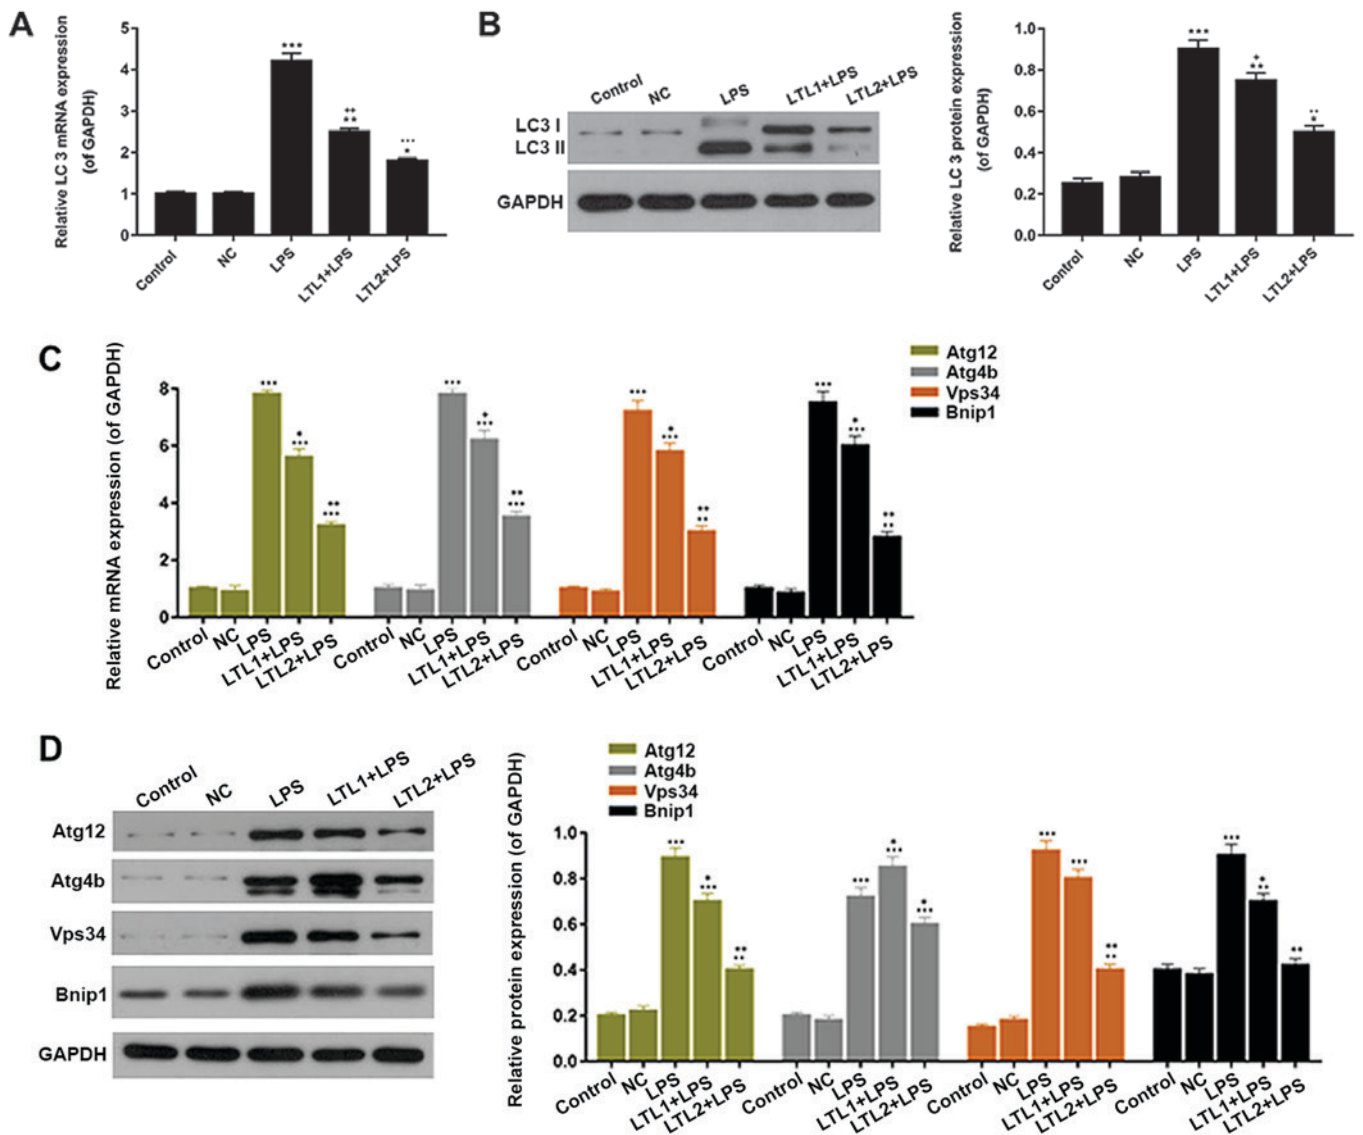 A
Relative LC 3 mRNA expression
(of GAPDH)
5
4
3
2
1
0
***
++
**
***
*
Control
NC
LPS
LTL1+LPS
LTL2+LPS
B
Control
NC
LPS
LTL1+LPS
LTL2+LPS
LC3 I
LC3 II
GAPDH
Relative LC 3 protein expression
(of GAPDH)
1.0
0.8
0.6
0.4
0.2
0.0
***
+
**
**
*
Control
NC
LPS
LTL1+LPS
LTL2+LPS
C
Relative mRNA expression (of GAPDH)
8
6
4
2
0
Atg12
Atg4b
Vps34
Bnip1
Control
NC
LPS
LTL1+LPS
LTL2+LPS
Control
NC
LPS
LTL1+LPS
LTL2+LPS
Control
NC
LPS
LTL1+LPS
LTL2+LPS
Control
NC
LPS
LTL1+LPS
LTL2+LPS
D
Control
NC
LPS
LTL1+LPS
LTL2+LPS
Atg12
Atg4b
Vps34
Bnip1
GAPDH
Relative protein expression (of GAPDH)
Atg12
Atg4b
Vps34
Bnip1
1.0
0.8
0.6
0.4
0.2
0.0
Control
NC
LPS
LTL1+LPS
LTL2+LPS
Control
NC
LPS
LTL1+LPS
LTL2+LPS
Control
NC
LPS
LTL1+LPS
LTL2+LPS
Control
NC
LPS
LTL1+LPS
LTL2+LPS